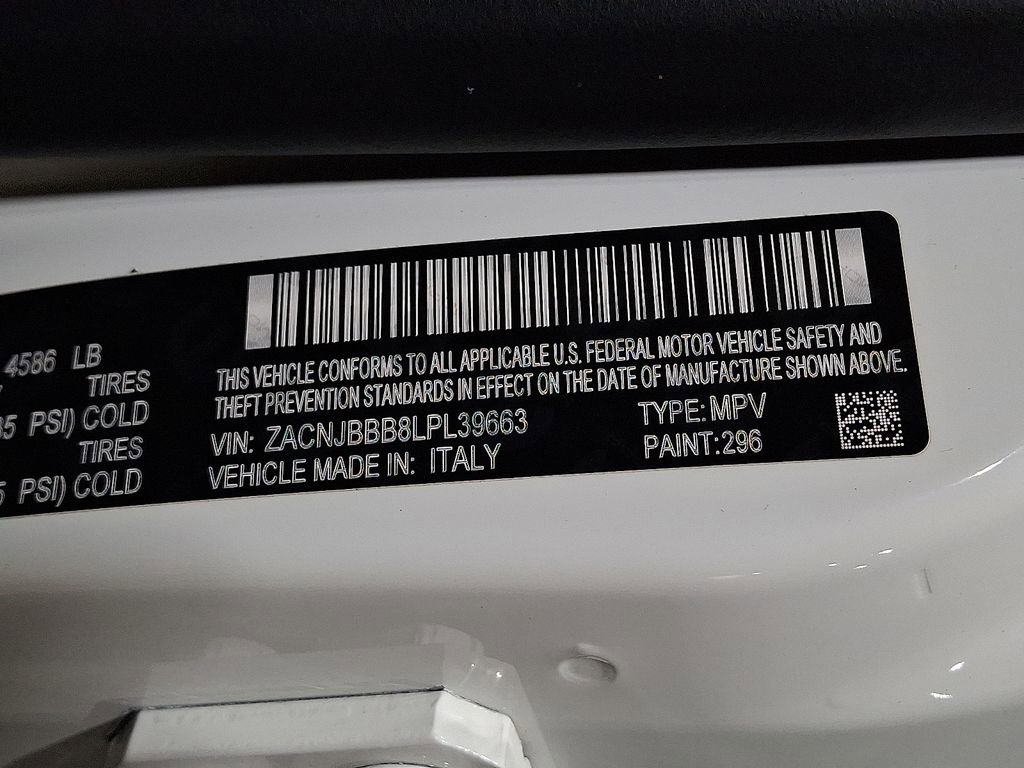 4586 LB
TIRES
PSI) COLD
TIRES
PSI) COLD
THIS VEHICLE CONFORMS TO ALL APPLICABLE U.S. FEDERAL MOTOR VEHICLE SAFETY AND
THEFT PREVENTION STANDARDS IN EFFECT ON THE DATE OF MANUFACTURE SHOWN ABOVE.
VIN: ZACNJBBB8LPL39663
TYPE: MPV
VEHICLE MADE IN: ITALY
PAINT: 296